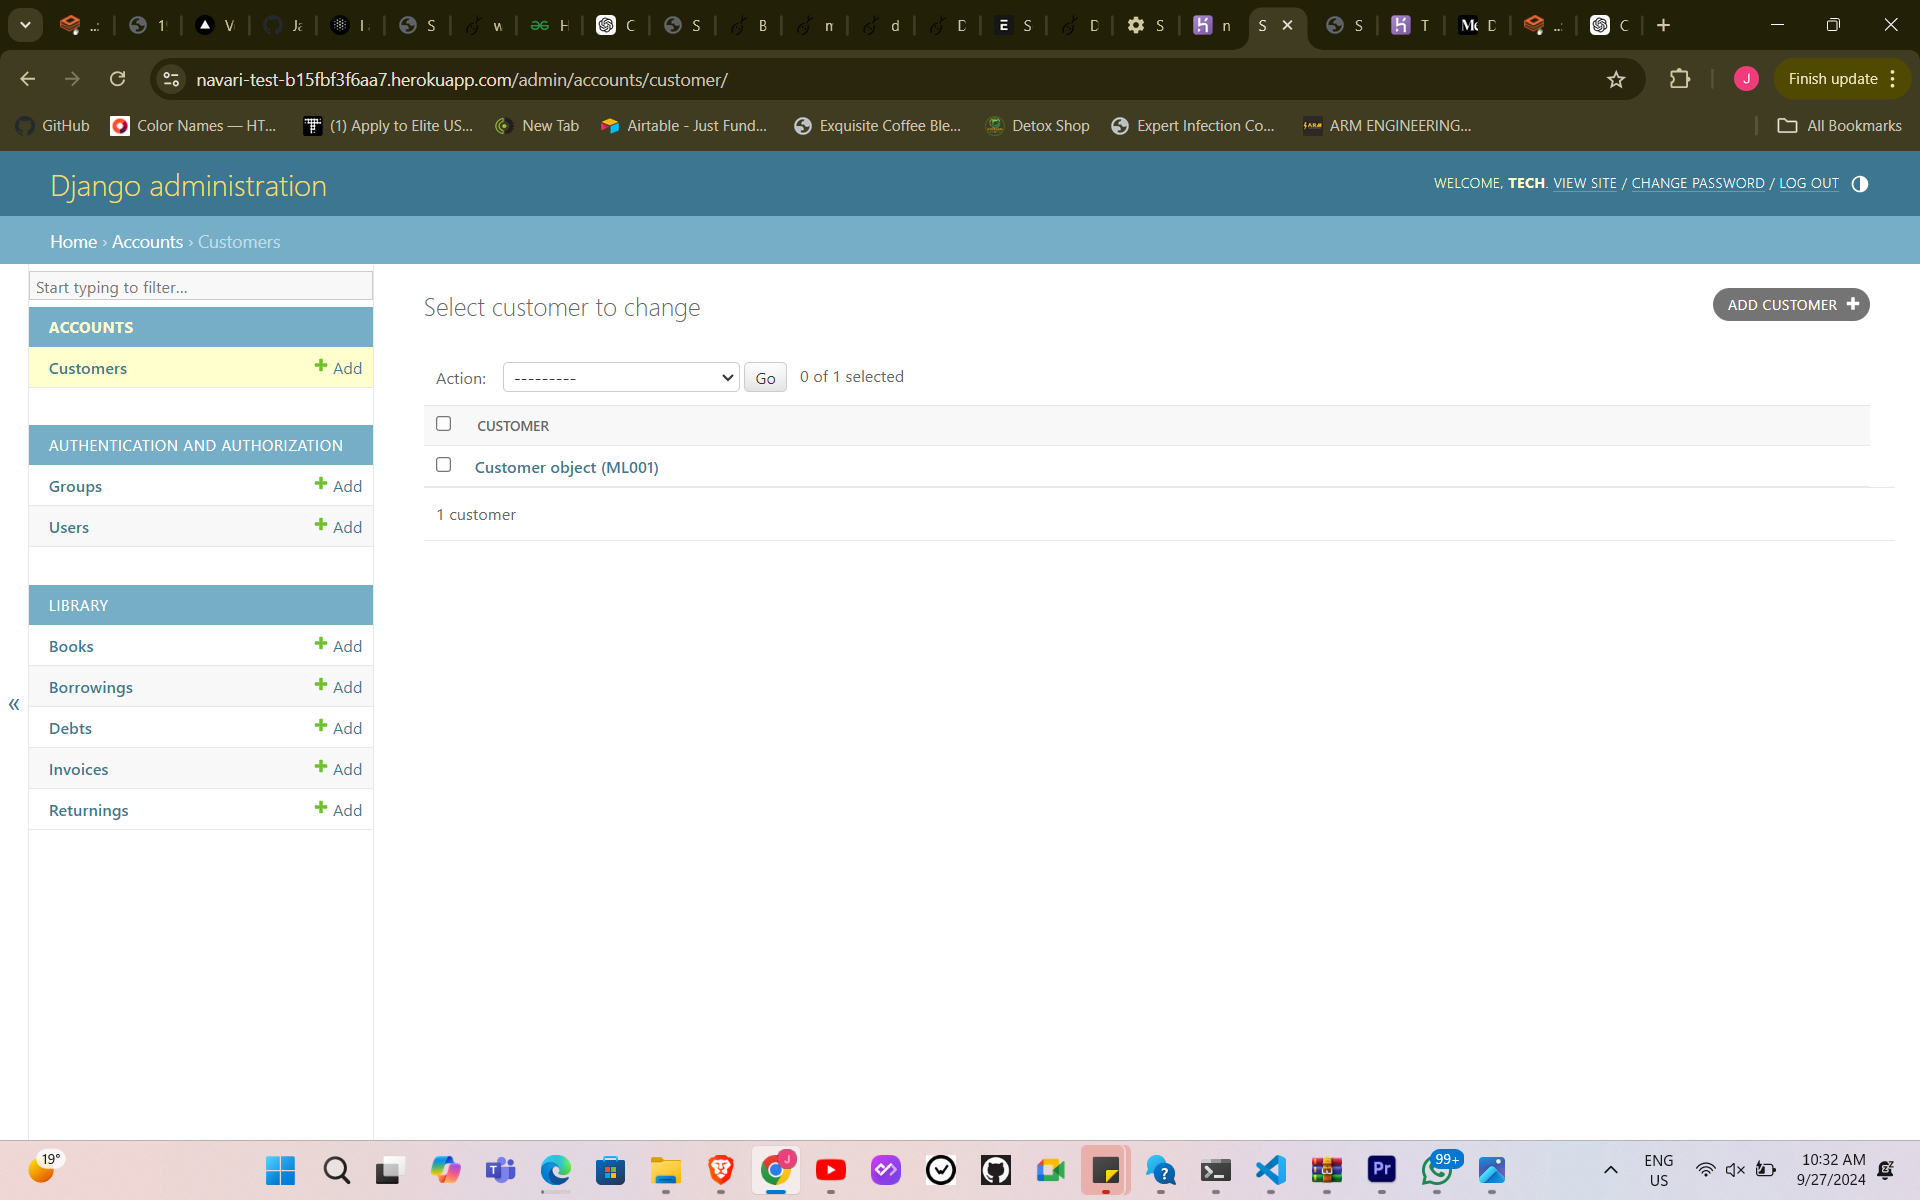 navari-test-b15fbf3f6aa7.herokuapp.com/admin/accounts/customer/
Finish update
GitHub
Color Names — HT...
(1) Apply to Elite US...
New Tab
Airtable - Just Fund...
Exquisite Coffee Ble...
Detox Shop
Expert Infection Co...
ARM ENGINEERING...
All Bookmarks
Django administration
WELCOME, TECH. VIEW SITE / CHANGE PASSWORD / LOG OUT
Home › Accounts › Customers
Start typing to filter...
ACCOUNTS
Customers
Add
AUTHENTICATION AND AUTHORIZATION
Groups
Add
Users
Add
LIBRARY
Books
Add
Borrowings
Add
Debts
Add
Invoices
Add
Returnings
Add
«
Select customer to change
ADD CUSTOMER
Action:
---------
Go
0 of 1 selected
CUSTOMER
Customer object (ML001)
1 customer
19°
99+
ENG
US
10:32 AM
9/27/2024